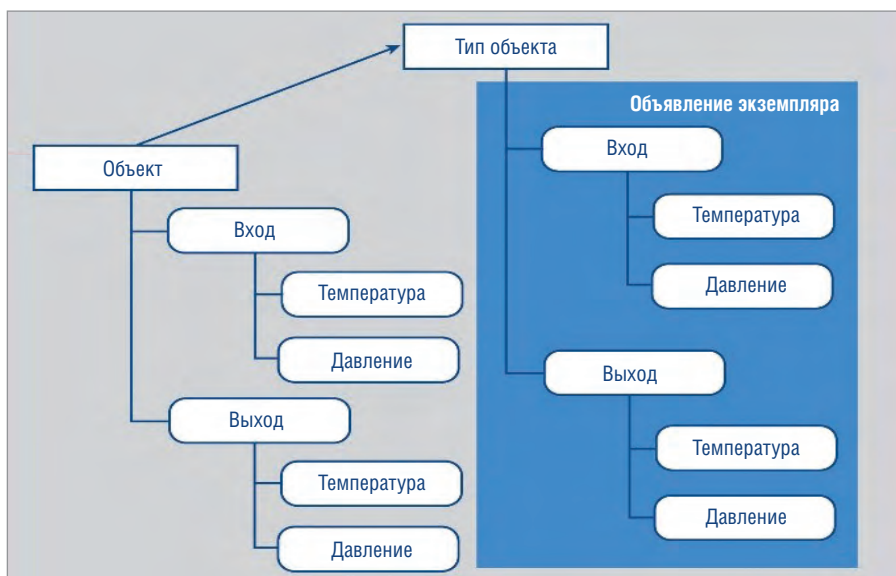 Тип объекта
Объявление экземпляра
Объект
Вход
Температура
Давление
Выход
Температура
Давление
Вход
Температура
Давление
Выход
Температура
Давление